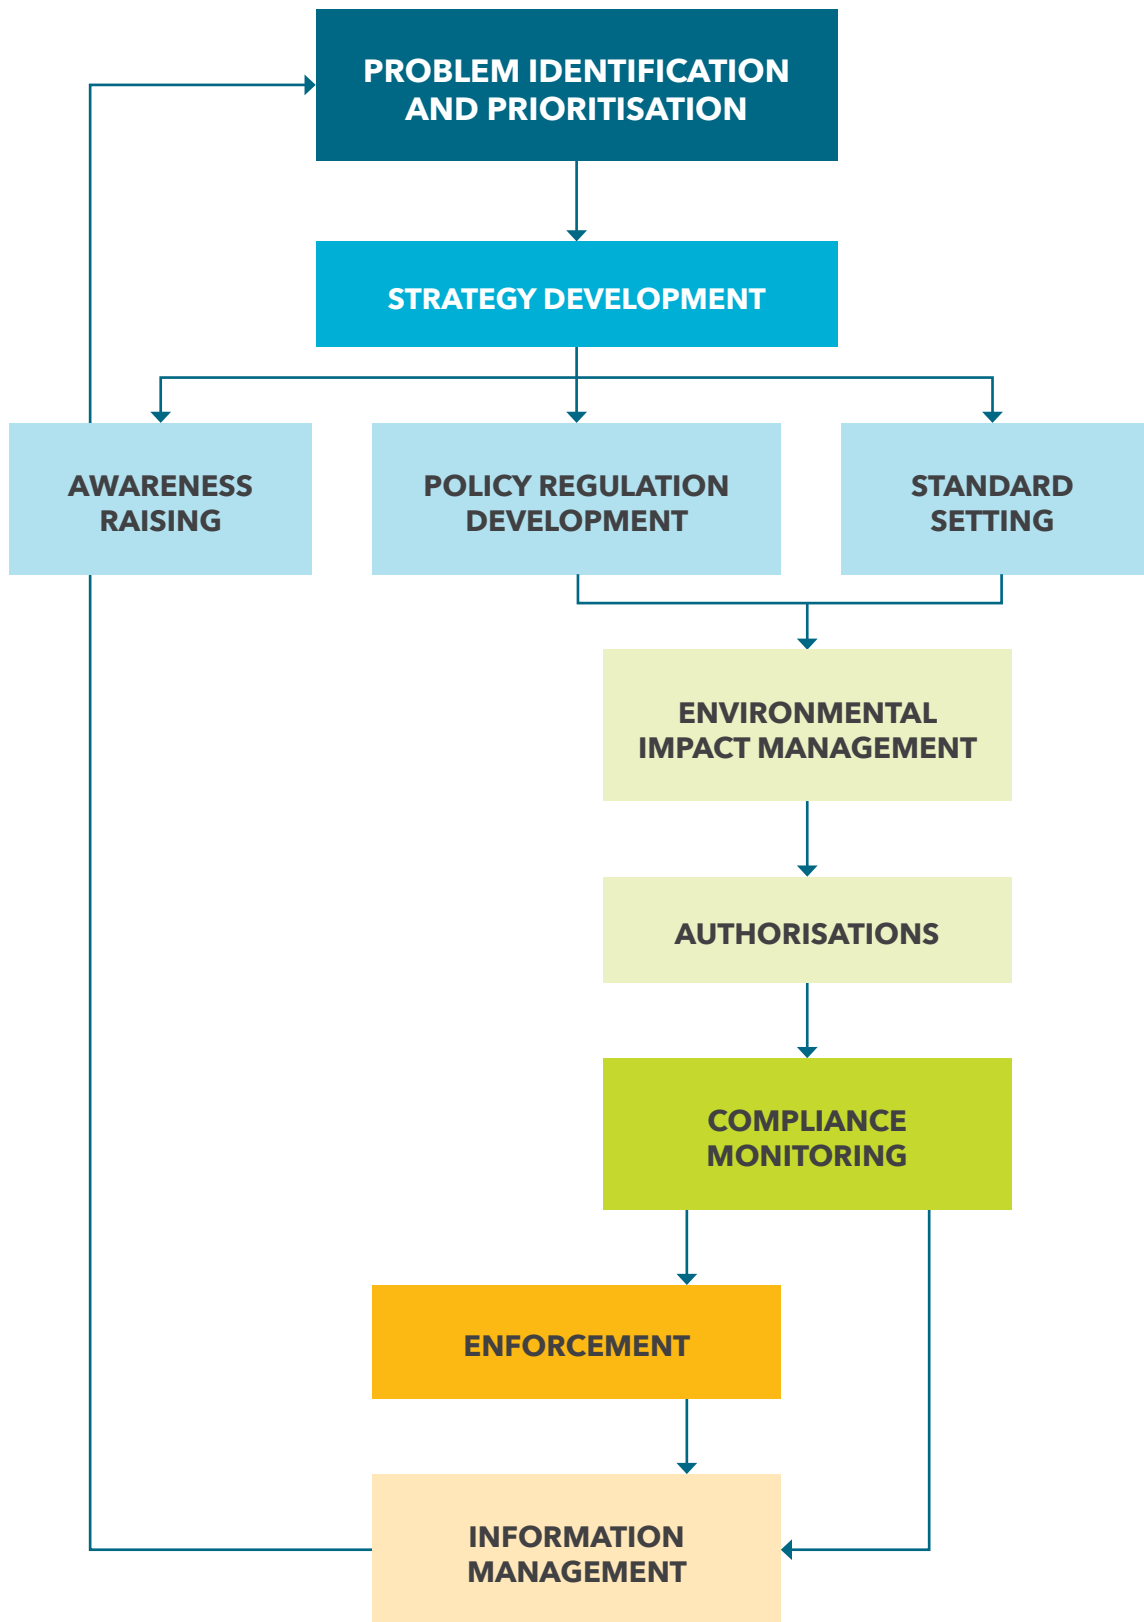 PROBLEM IDENTIFICATION
AND PRIORITISATION
STRATEGY DEVELOPMENT
AWARENESS
RAISING
POLICY REGULATION
DEVELOPMENT
STANDARD
SETTING
ENVIRONMENTAL
IMPACT MANAGEMENT
AUTHORISATIONS
COMPLIANCE
MONITORING
ENFORCEMENT
INFORMATION
MANAGEMENT